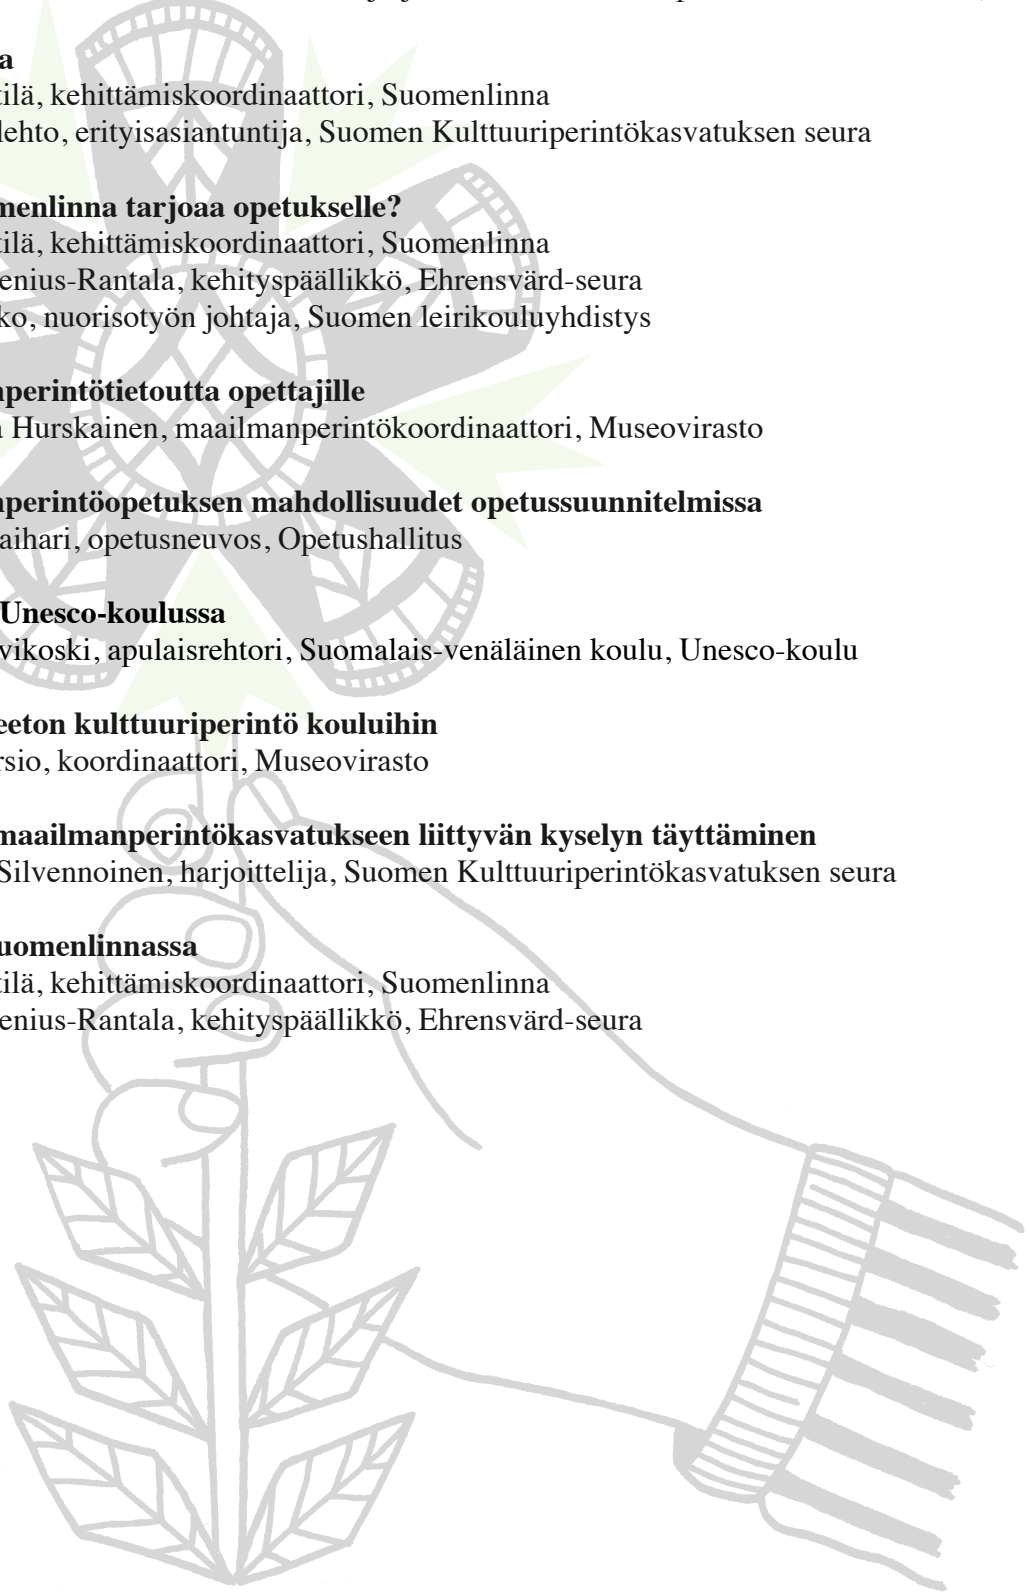 a
tilä, kehittämiskoordinaattori, Suomenlinna
lehto, erityisasiantuntija, Suomen Kulttuuriperintökasvatuksen seura
menlinna tarjoaa opetukselle?
tilä, kehittämiskoordinaattori, Suomenlinna
enius-Rantala, kehityspäällikkö, Ehrensvärd-seura
ko, nuorisotyön johtaja, Suomen leirikouluyhdistys
perintötietoutta opettajille
Hurskainen, maailmanperintökoordinaattori, Museovirasto
perintöopetuksen mahdollisuudet opetussuunnitelmissa
aihari, opetusneuvos, Opetushallitus
Unesco-koulussa
vikoski, apulaisrehtori, Suomalais-venäläinen koulu, Unesco-koulu
eeton kulttuuriperintö kouluihin
rsio, koordinaattori, Museovirasto
maailmanperintökasvatukseen liittyvän kyselyn täyttäminen
Silvennoinen, harjoittelija, Suomen Kulttuuriperintökasvatuksen seura
uomenlinnassa
tilä, kehittämiskoordinaattori, Suomenlinna
enius-Rantala, kehityspäällikkö, Ehrensvärd-seura